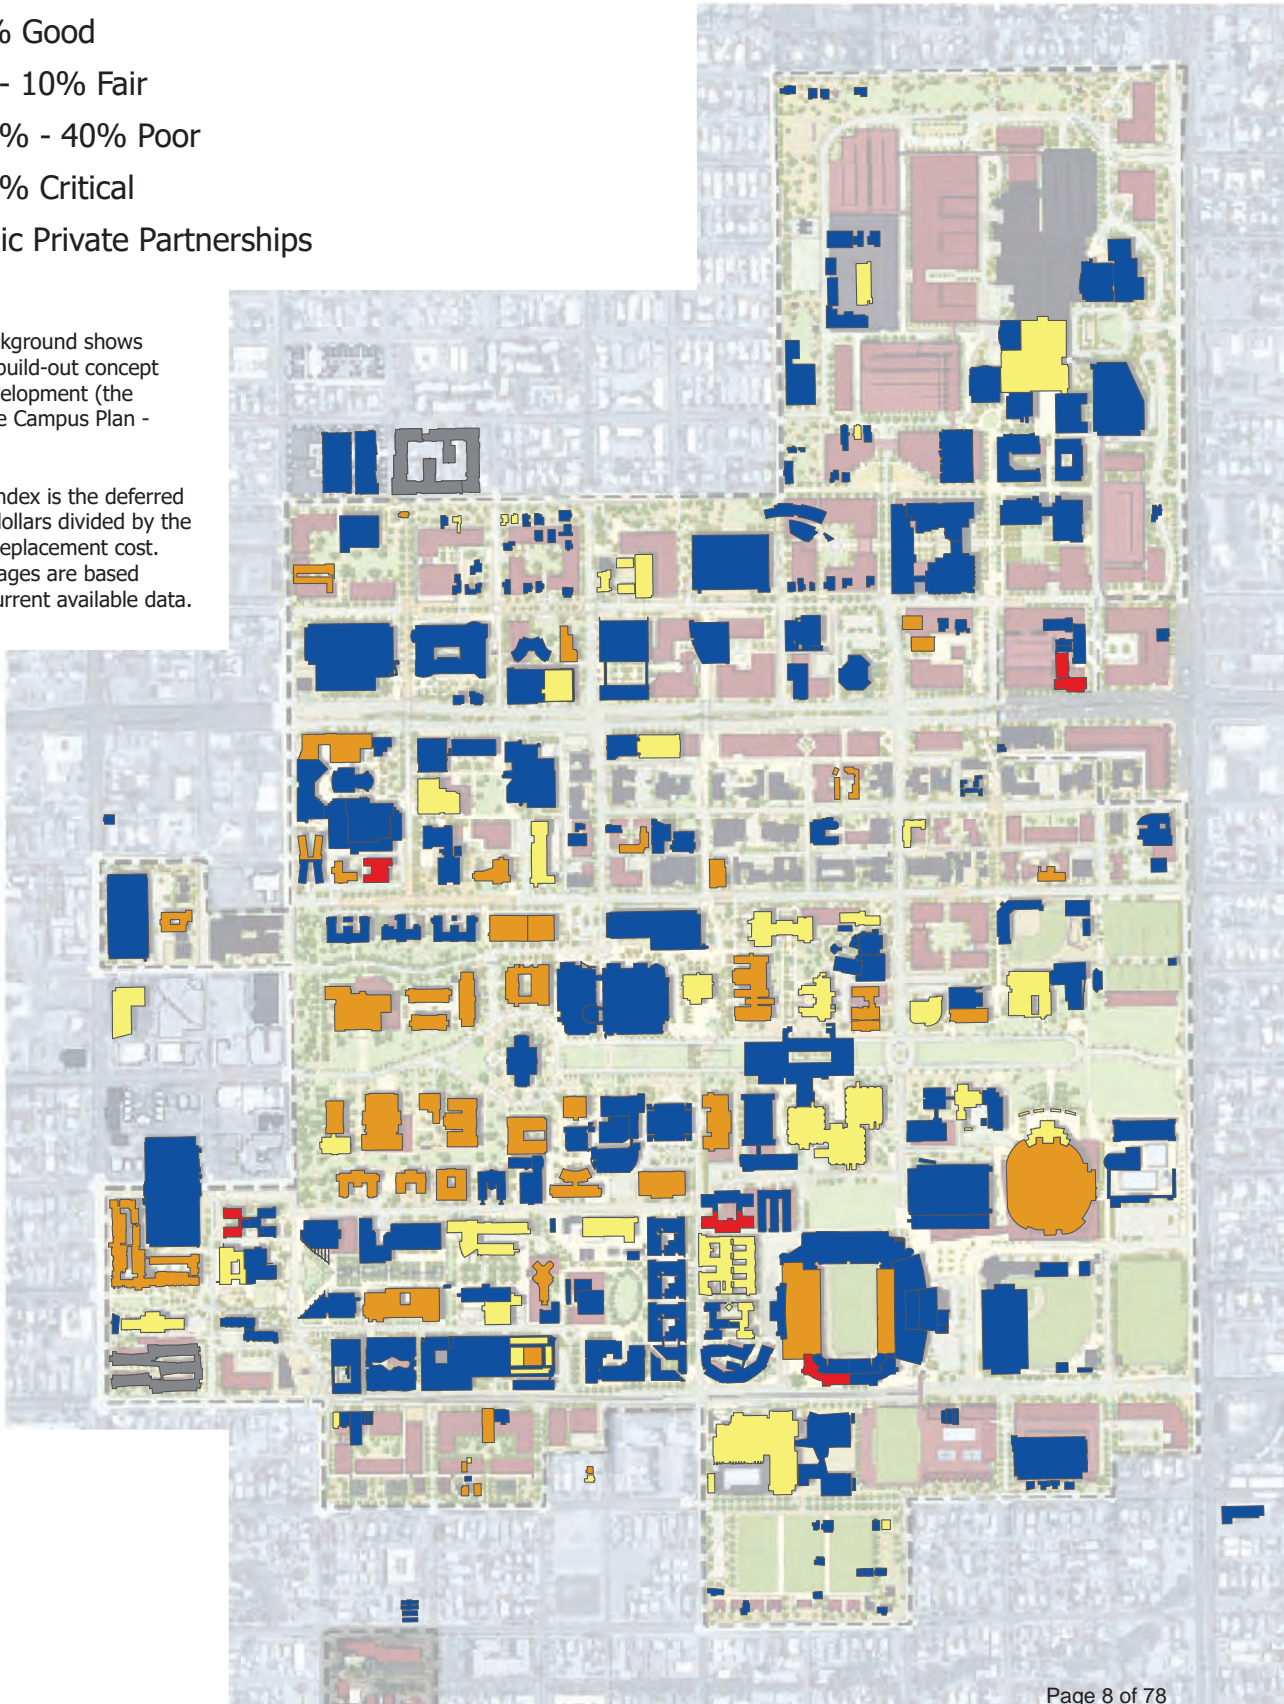 % Good
- 10% Fair
% - 40% Poor
% Critical
ic Private Partnerships
kground shows
build-out concept
elopment (the
e Campus Plan -
ndex is the deferred
dollars divided by the
replacement cost.
ages are based
urrent available data.
Page 8 of 78